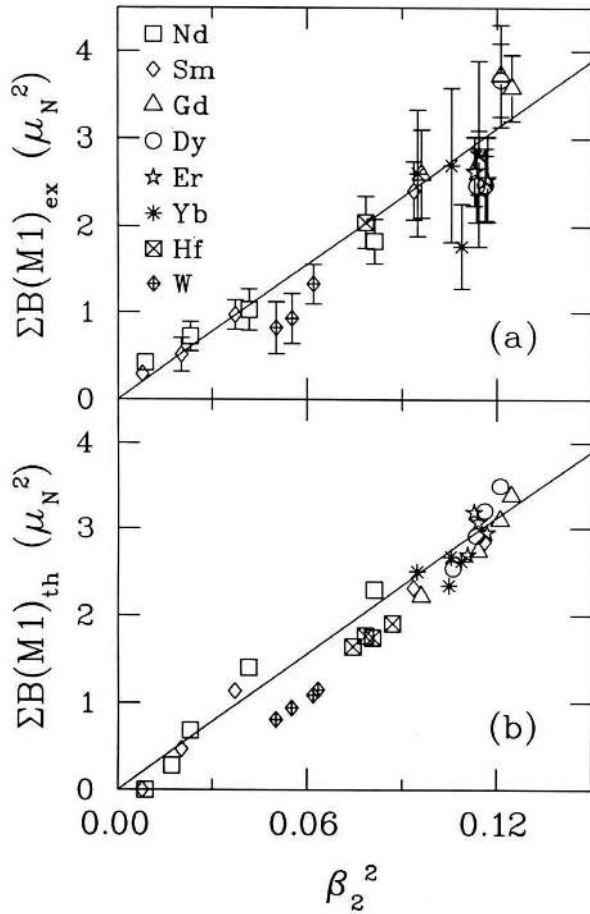 ΣB(M1)ex (μN²)
4
3
2
1
0
Nd
Sm
Gd
Dy
Er
Yb
Hf
W
(a)
ΣB(M1)th (μN²)
4
3
2
1
0
(b)
0.00 0.06 0.12
β₂²